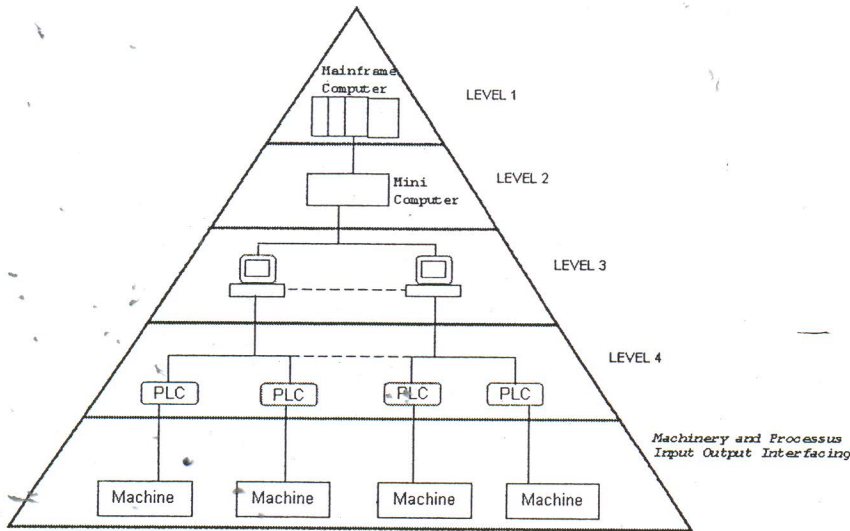 Mainframe
Computer
LEVEL 1
Mini
Computer
LEVEL 2
LEVEL 3
LEVEL 4
PLC
PLC
PLC
PLC
Machinery and Processus
Input Output Interfacing
Machine
Machine
Machine
Machine